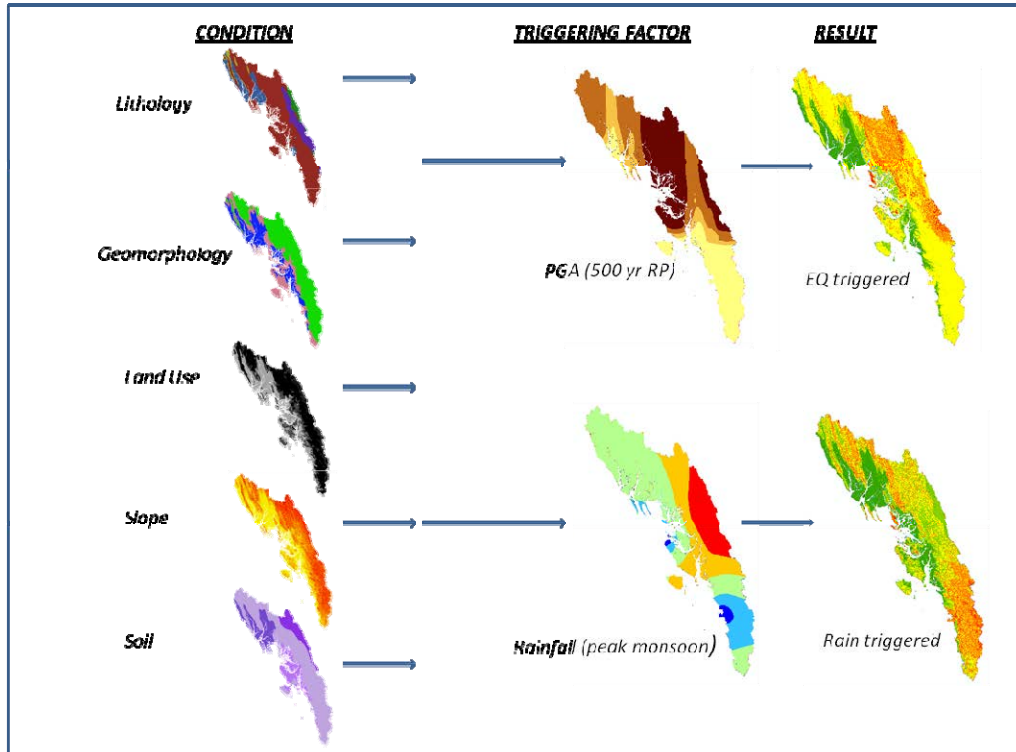 CONDITION
TRIGGERING FACTOR
RESULT
Lithology
Geomorphology
PGA (500 yr RP)
EQ triggered
Land Use
Slope
Soil
Rainfall (peak monsoon)
Rain triggered